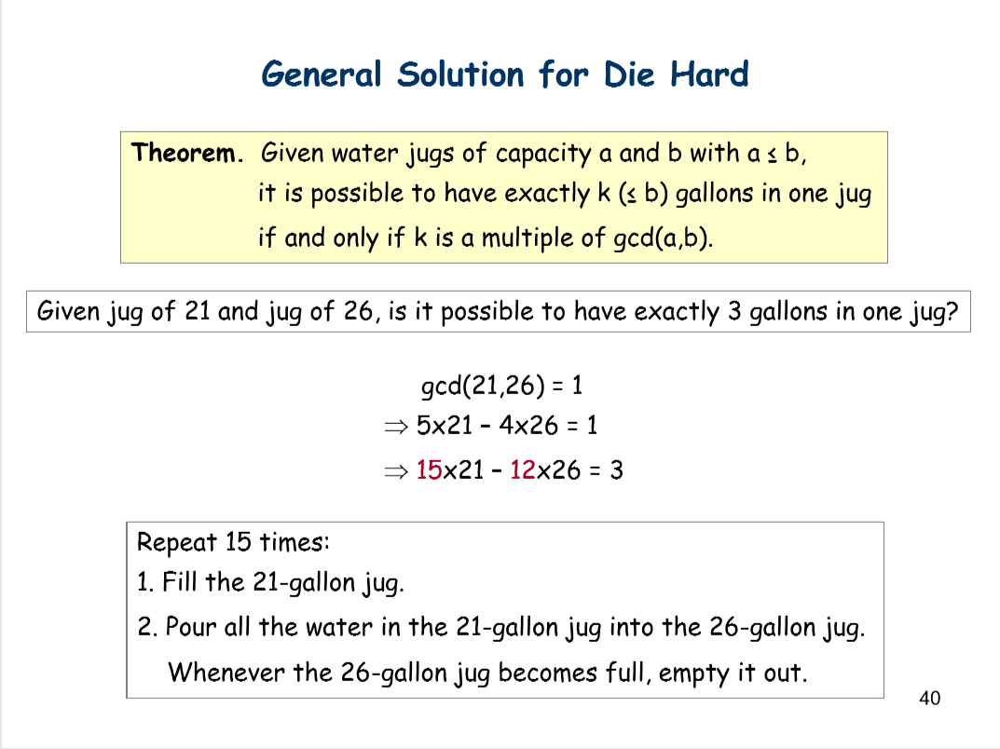 General Solution for Die Hard
Theorem. Given water jugs of capacity a and b with a ≤ b,
it is possible to have exactly k (≤ b) gallons in one jug
if and only if k is a multiple of gcd(a,b).
Given jug of 21 and jug of 26, is it possible to have exactly 3 gallons in one jug?
gcd(21,26) = 1
⇒ 5x21 – 4x26 = 1
⇒ 15x21 – 12x26 = 3
Repeat 15 times:
1. Fill the 21-gallon jug.
2. Pour all the water in the 21-gallon jug into the 26-gallon jug.
Whenever the 26-gallon jug becomes full, empty it out.
40